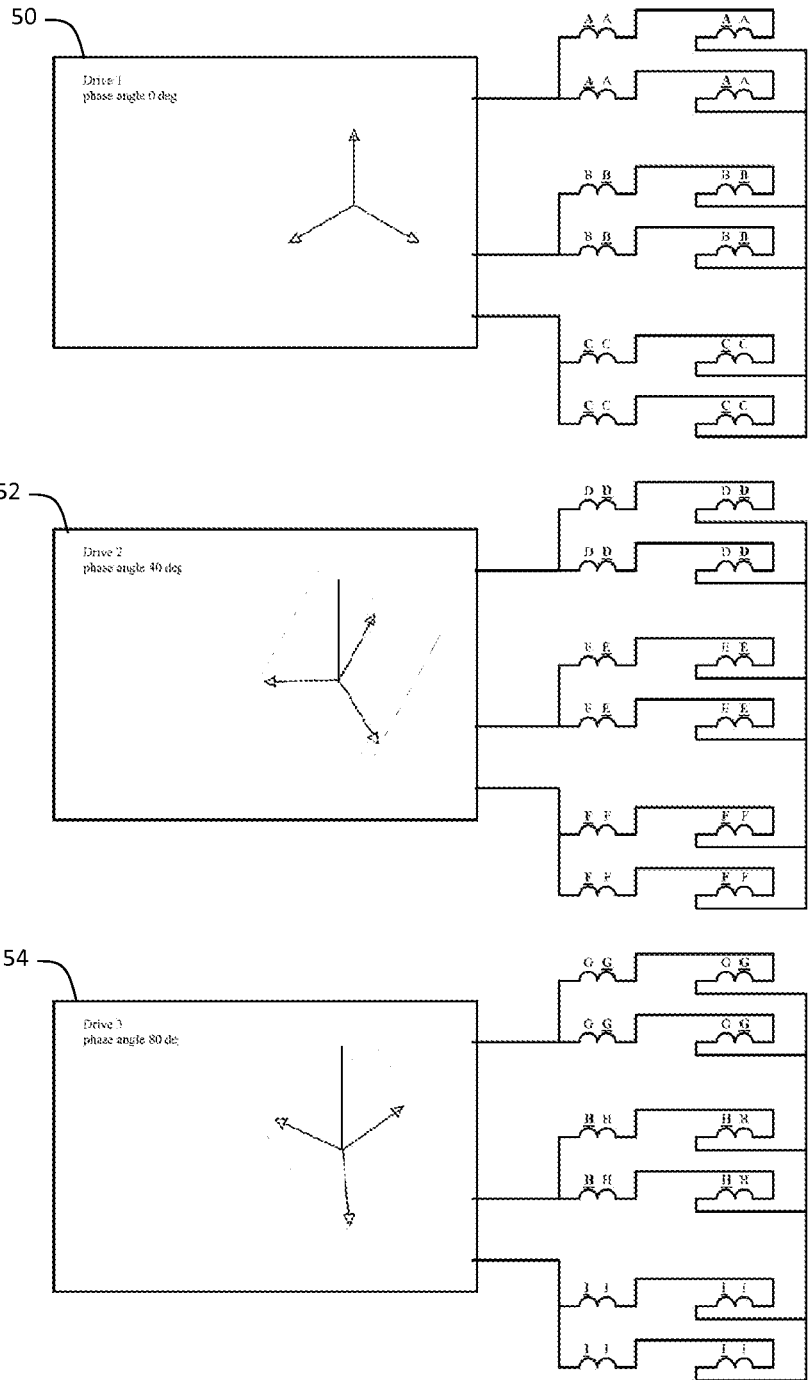 50
A A
A A
Drive 1
phase angle 0 deg
A A
A A
B B
B B
B B
B B
C C
C C
C C
C C
52
D D
D D
Drive 2
phase angle 40 deg
D D
D D
E E
E E
E E
E E
F F
F F
F F
F F
54
G G
G G
Drive 3
phase angle 80 deg
G G
G G
H H
H H
H H
H H
I I
I I
I I
I I